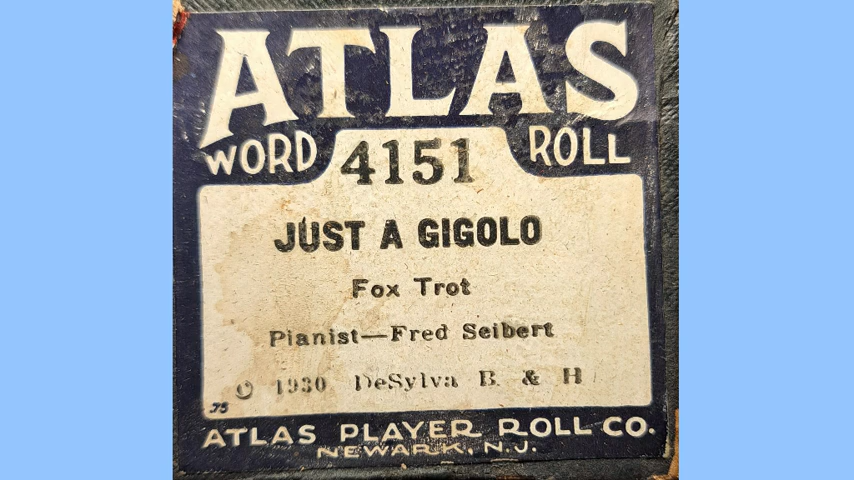 ATLAS
WORD 4151 ROLL
JUST A GIGOLO
Fox Trot
Pianist—Fred Seibert
© 1930 DeSylva B. & H
.75
ATLAS PLAYER ROLL CO.
NEWARK, N.J.